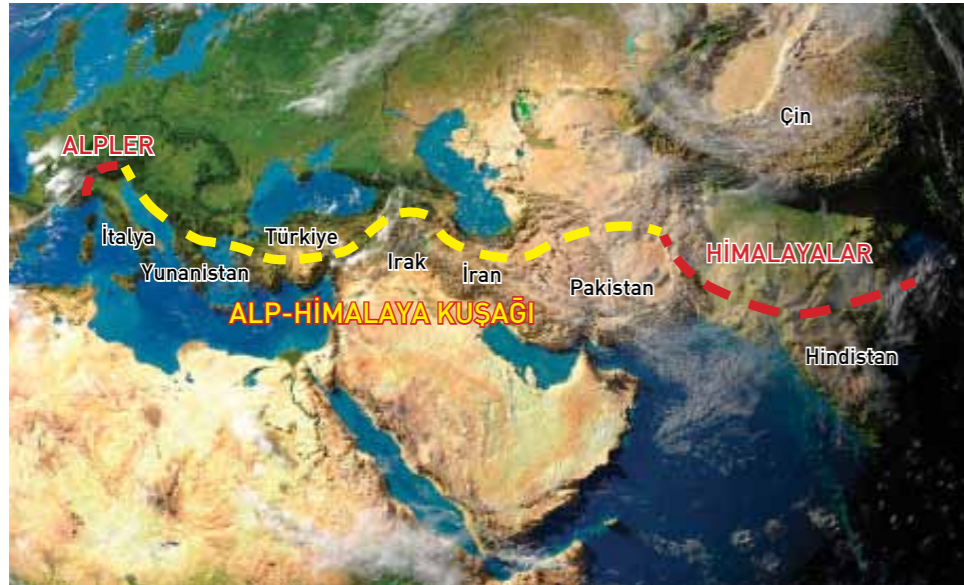 Çin
ALPLER
İtalya
Türkiye
Yunanistan
Irak
İran
HİMALAYALAR
Pakistan
ALP-HİMALAYA KUŞAĞI
Hindistan